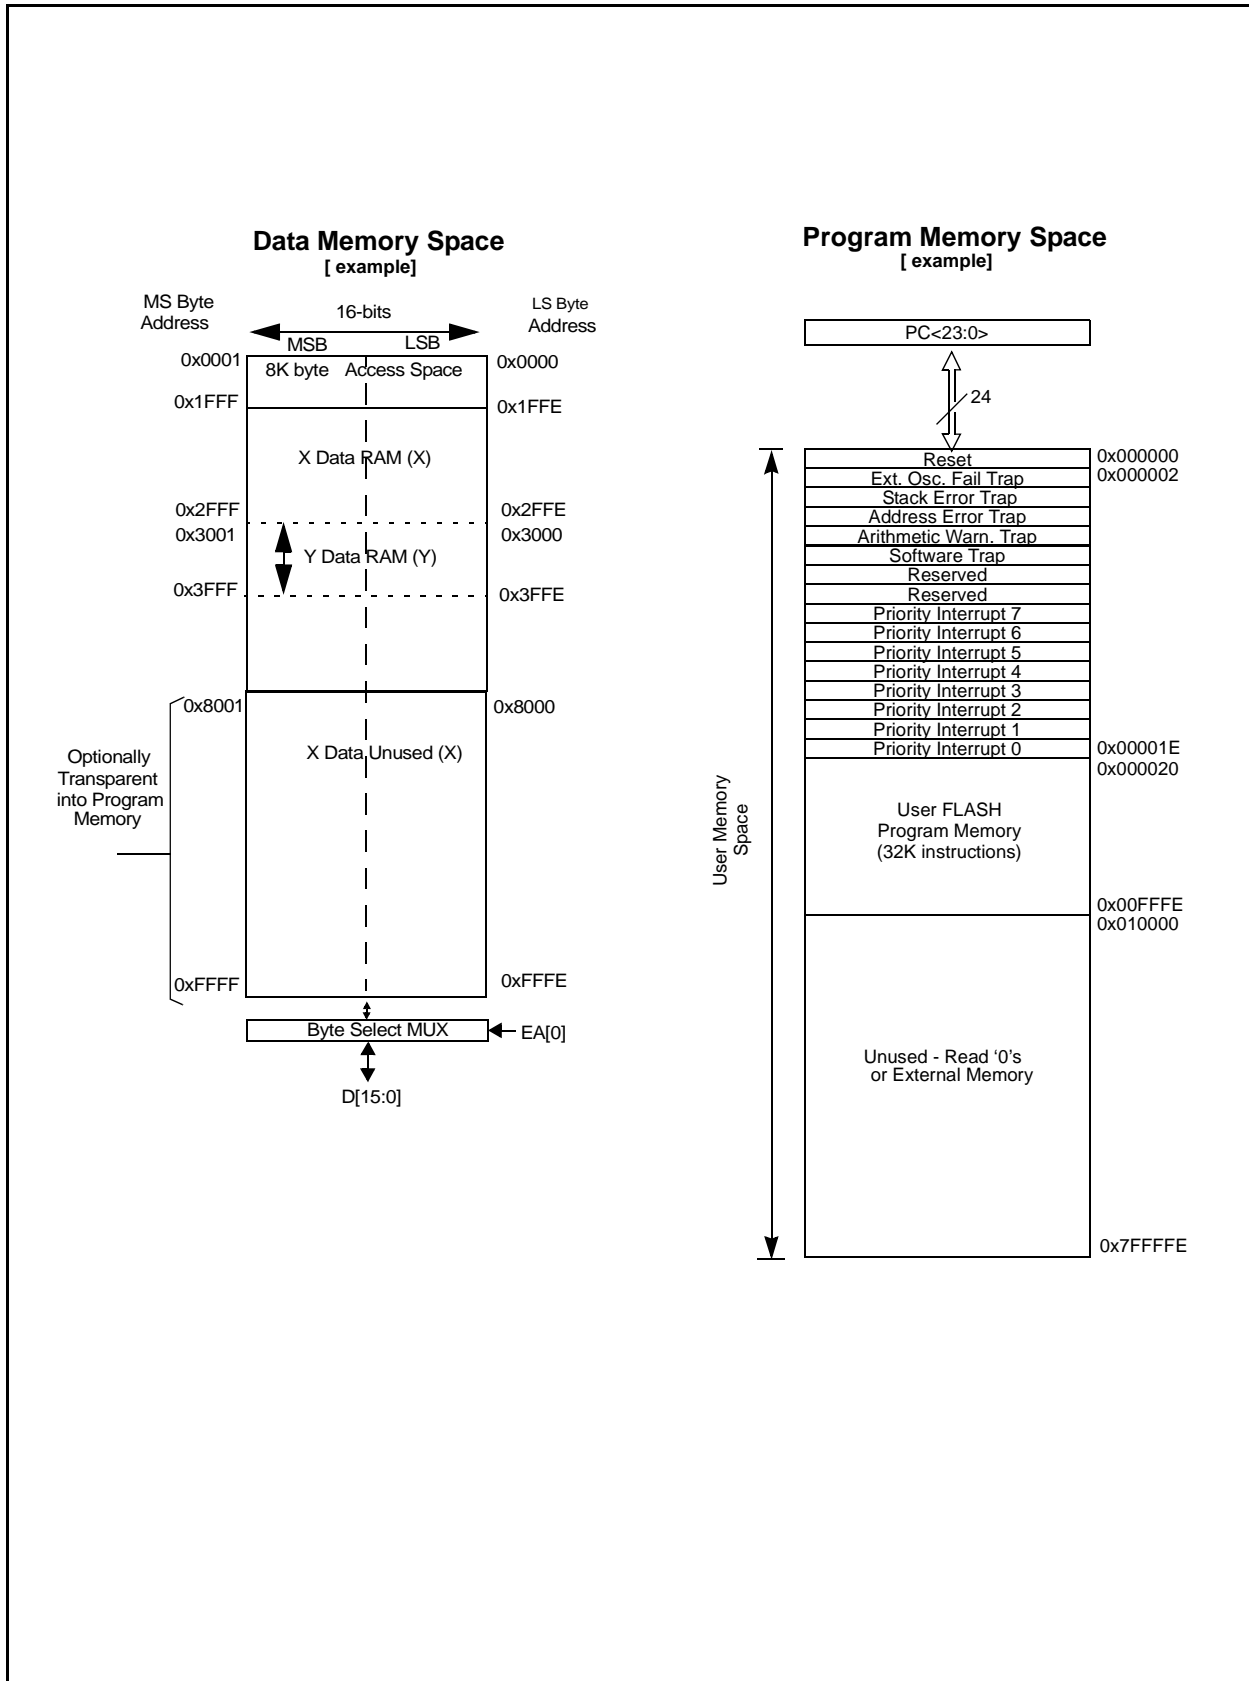 Data Memory Space
[ example]
MS Byte
Address
16-bits
LS Byte
Address
MSB
LSB
0x0001
8K byte
Access Space
0x0000
0x1FFF
0x1FFE
X Data RAM (X)
0x2FFF
0x2FFE
0x3001
0x3000
Y Data RAM (Y)
0x3FFF
0x3FFE
0x8001
0x8000
X Data Unused (X)
Optionally
Transparent
into Program
Memory
0xFFFF
0xFFFE
Byte Select MUX
EA[0]
D[15:0]
Program Memory Space
[ example]
PC<23:0>
24
Reset
0x000000
Ext. Osc. Fail Trap
0x000002
Stack Error Trap
Address Error Trap
Arithmetic Warn. Trap
Software Trap
Reserved
Reserved
Priority Interrupt 7
Priority Interrupt 6
Priority Interrupt 5
Priority Interrupt 4
Priority Interrupt 3
Priority Interrupt 2
Priority Interrupt 1
Priority Interrupt 0
0x00001E
0x000020
User FLASH
Program Memory
(32K instructions)
User Memory
Space
0x00FFFE
0x010000
Unused - Read ‘0’s
or External Memory
0x7FFFFE